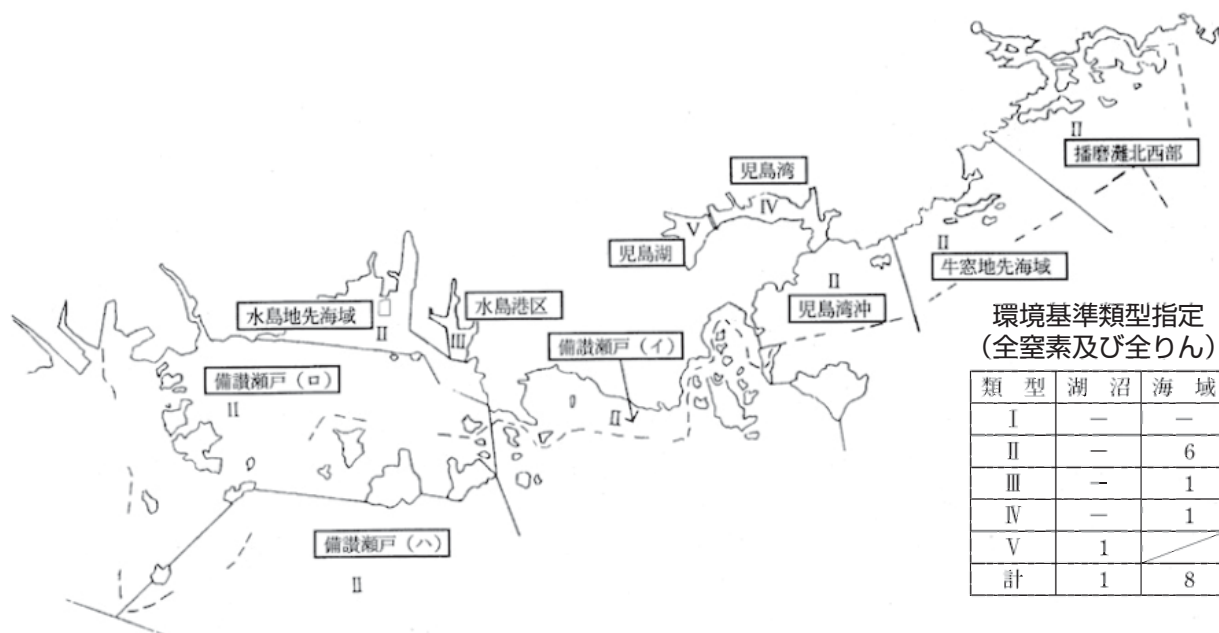 II
播磨灘北西部
児島湾
IV
V
児島湖
II
牛窓地先海域
II
児島湾沖
水島地先海域
II
水島港区
III
備讃瀬戸(イ)
II
備讃瀬戸(ロ)
II
備讃瀬戸(ハ)
II
環境基準類型指定
(全窒素及び全りん)
類 型 湖 沼 海 域
I － －
II － 6
III － 1
IV － 1
V 1
計 1 8